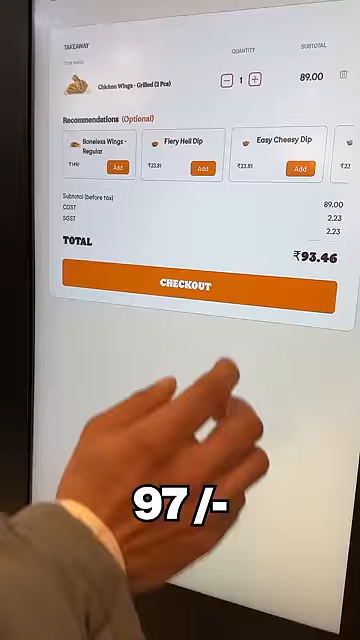 TAKEAWAY
ITEM NAME QUANTITY SUBTOTAL
Chicken Wings - Grilled (2 Pcs) − 1 + 89.00
Recommendations (Optional)
Boneless Wings - Regular
Add
Fiery Hell Dip
₹23.81 Add
Easy Cheesy Dip
₹23.81 Add
Subtotal (before tax) 89.00
CGST 2.23
SGST 2.23
TOTAL ₹93.46
CHECKOUT
97 /-